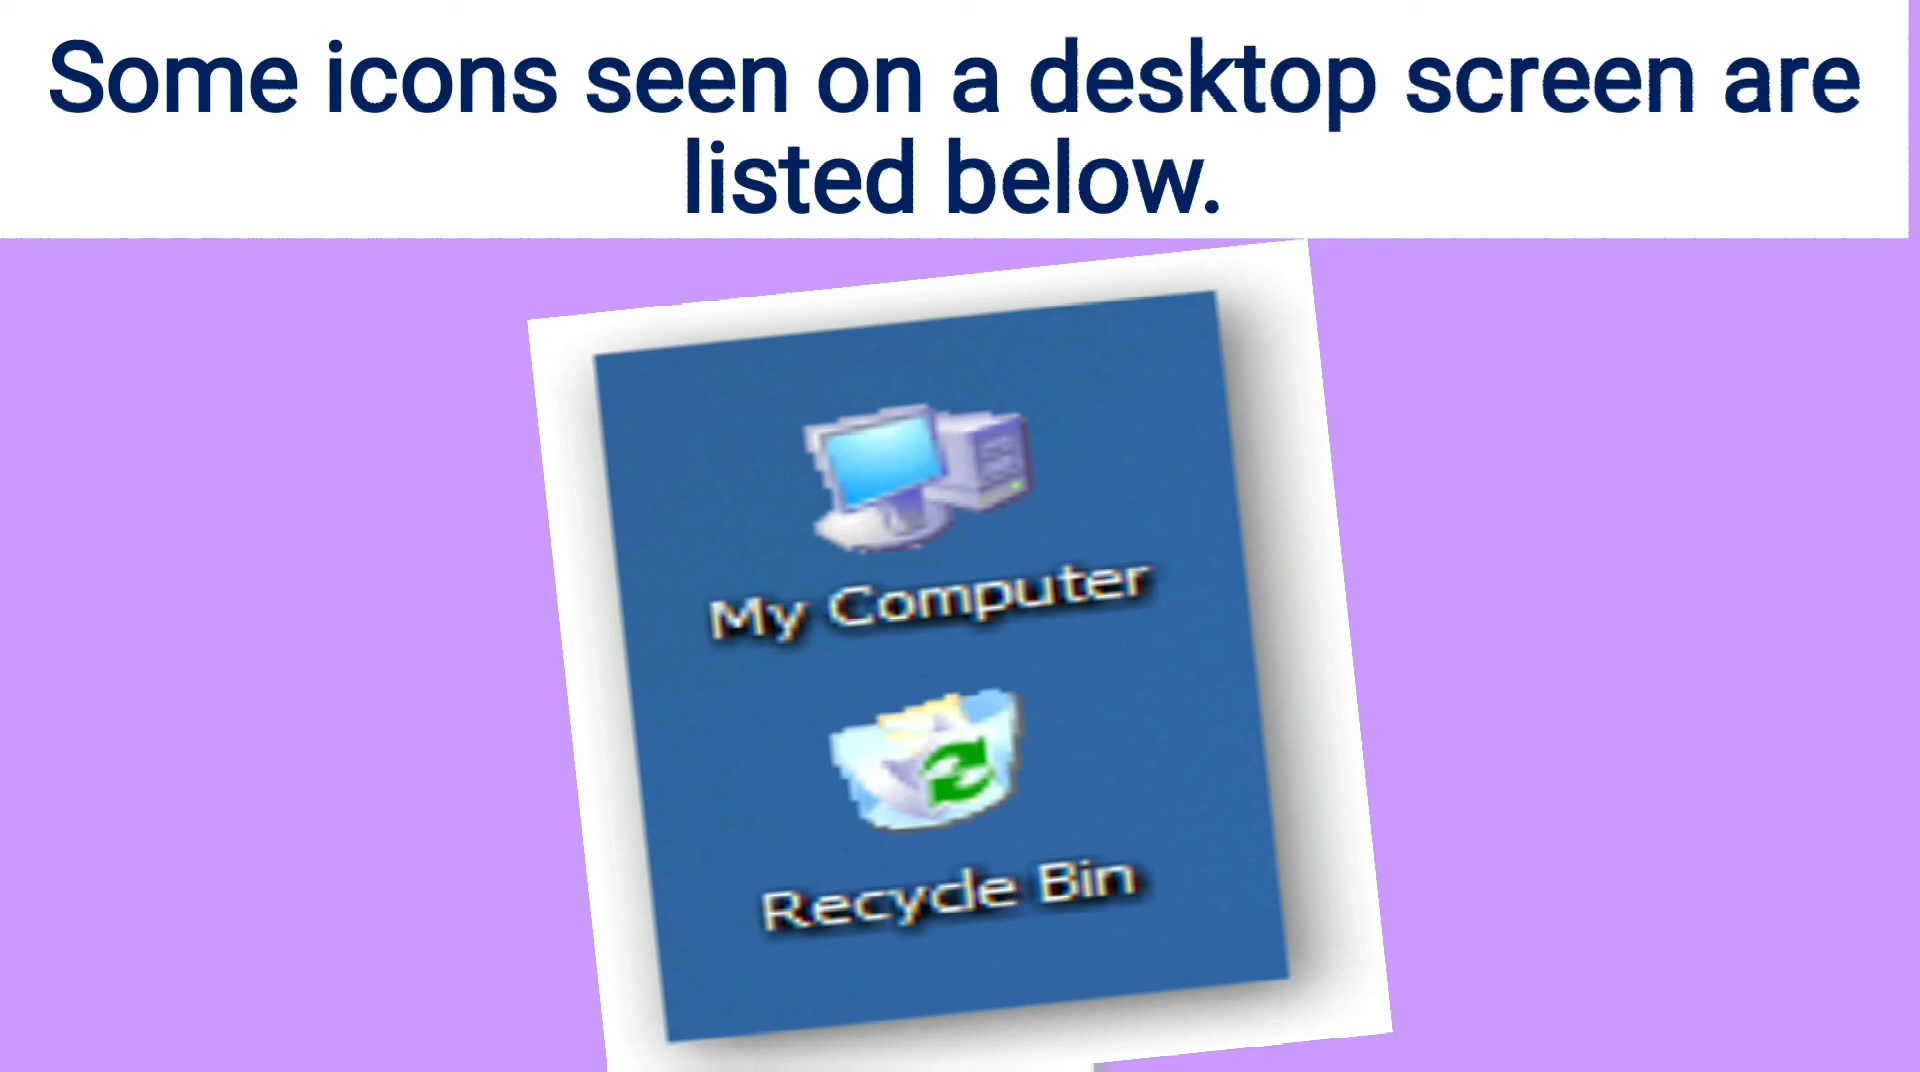 Some icons seen on a desktop screen are
listed below.
My Computer
Recycle Bin